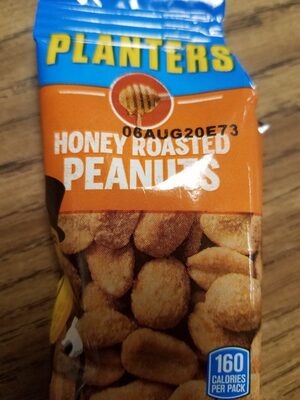 PLANTERS
06AUG20E73
HONEY ROASTED
PEANUTS
160
CALORIES
PER PACK